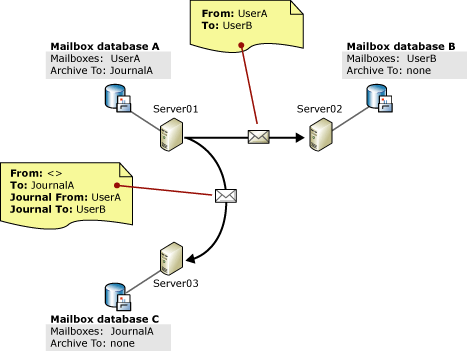 From: UserA
To: UserB
Mailbox database A
Mailboxes: UserA
Archive To: JournalA
Mailbox database B
Mailboxes: UserB
Archive To: none
Server01
Server02
From: <>
To: JournalA
Journal From: UserA
Journal To: UserB
Server03
Mailbox database C
Mailboxes: JournalA
Archive To: none